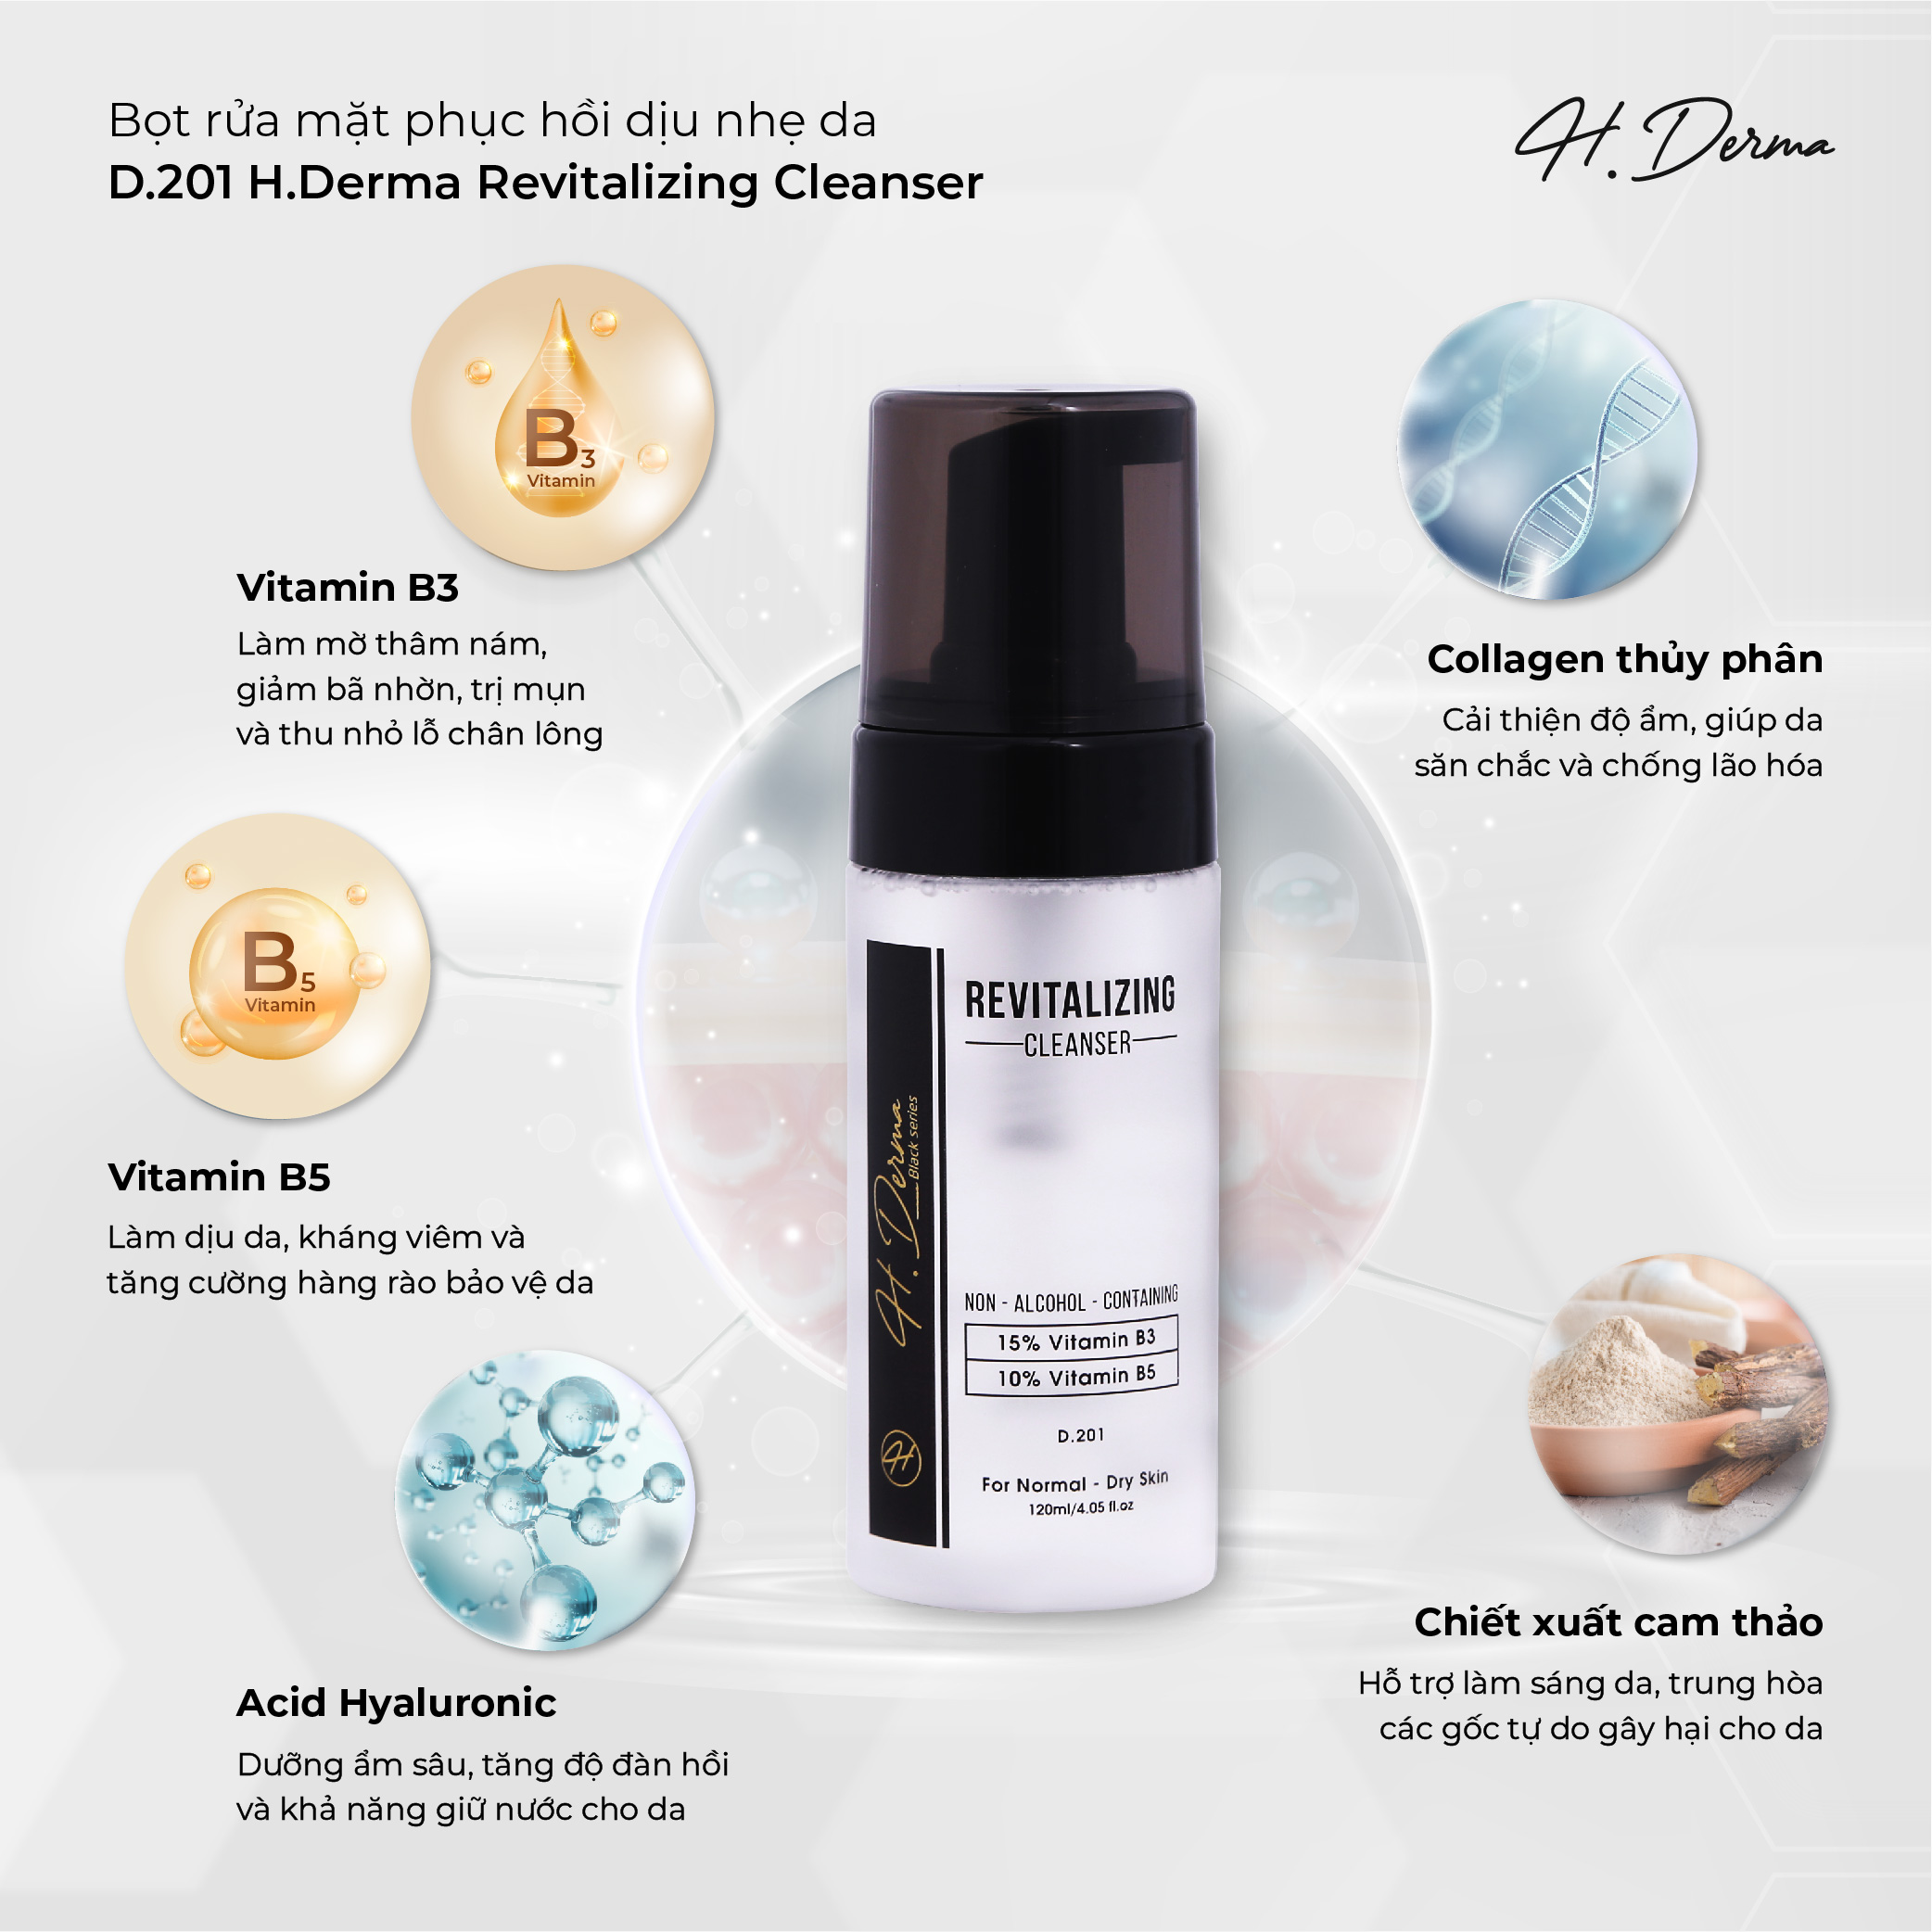 Bọt rửa mặt phục hồi dịu nhẹ da
D.201 H.Derma Revitalizing Cleanser
H.Derma
B3
Vitamin
Vitamin B3
Làm mờ thâm nám,
giảm bã nhờn, trị mụn
và thu nhỏ lỗ chân lông
Collagen thủy phân
Cải thiện độ ẩm, giúp da
săn chắc và chống lão hóa
B5
Vitamin
Vitamin B5
Làm dịu da, kháng viêm và
tăng cường hàng rào bảo vệ da
REVITALIZING
CLEANSER
H.Derma
Black series
NON - ALCOHOL - CONTAINING
15% Vitamin B3
10% Vitamin B5
D.201
For Normal - Dry Skin
120ml/4.05 fl.oz
H
Acid Hyaluronic
Dưỡng ẩm sâu, tăng độ đàn hồi
và khả năng giữ nước cho da
Chiết xuất cam thảo
Hỗ trợ làm sáng da, trung hòa
các gốc tự do gây hại cho da